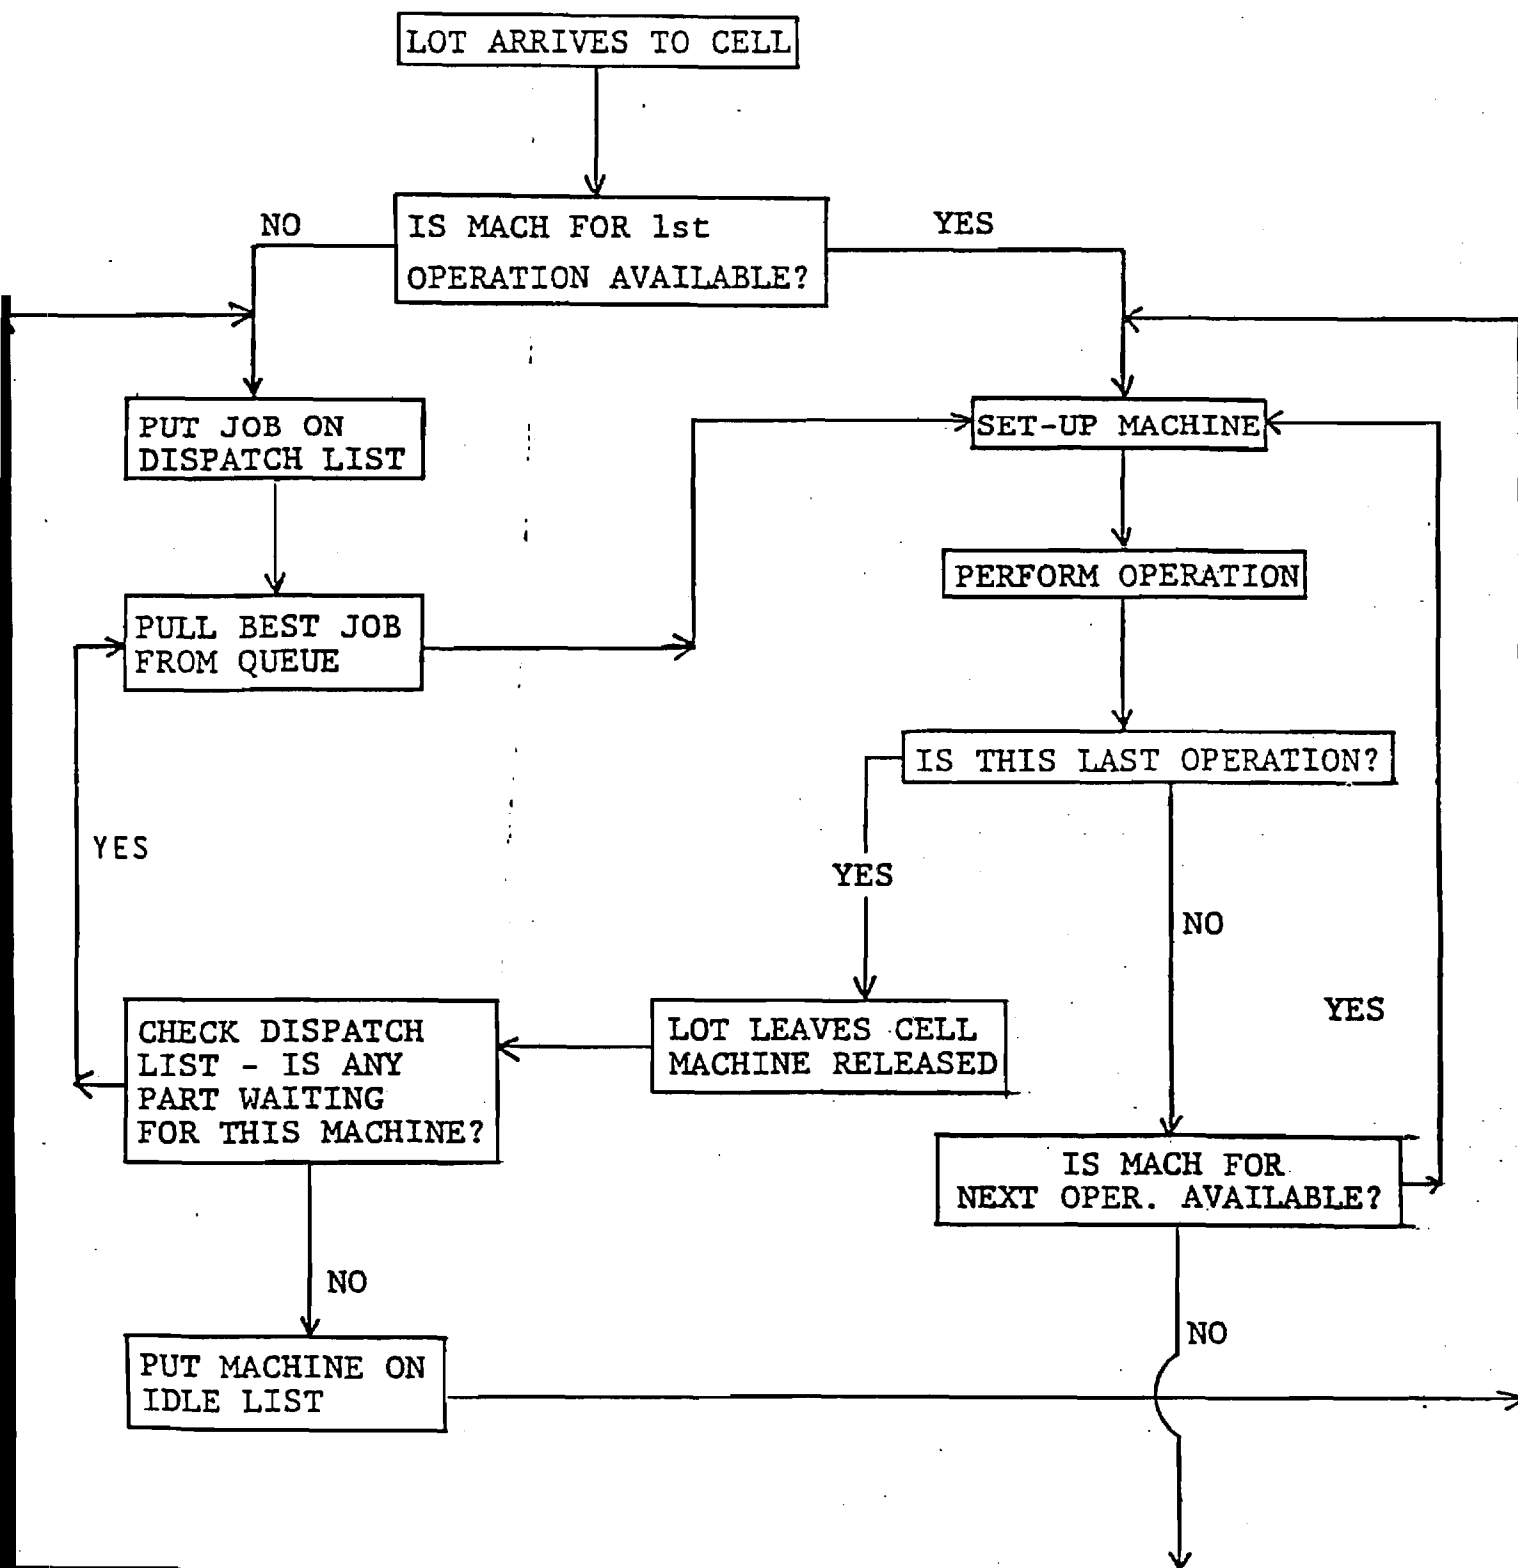 LOT ARRIVES TO CELL
NO
IS MACH FOR 1st
OPERATION AVAILABLE?
YES
PUT JOB ON
DISPATCH LIST
SET-UP MACHINE
PERFORM OPERATION
PULL BEST JOB
FROM QUEUE
IS THIS LAST OPERATION?
YES
YES
NO
YES
CHECK DISPATCH
LIST - IS ANY
PART WAITING
FOR THIS MACHINE?
LOT LEAVES CELL
MACHINE RELEASED
IS MACH FOR
NEXT OPER. AVAILABLE?
NO
NO
PUT MACHINE ON
IDLE LIST